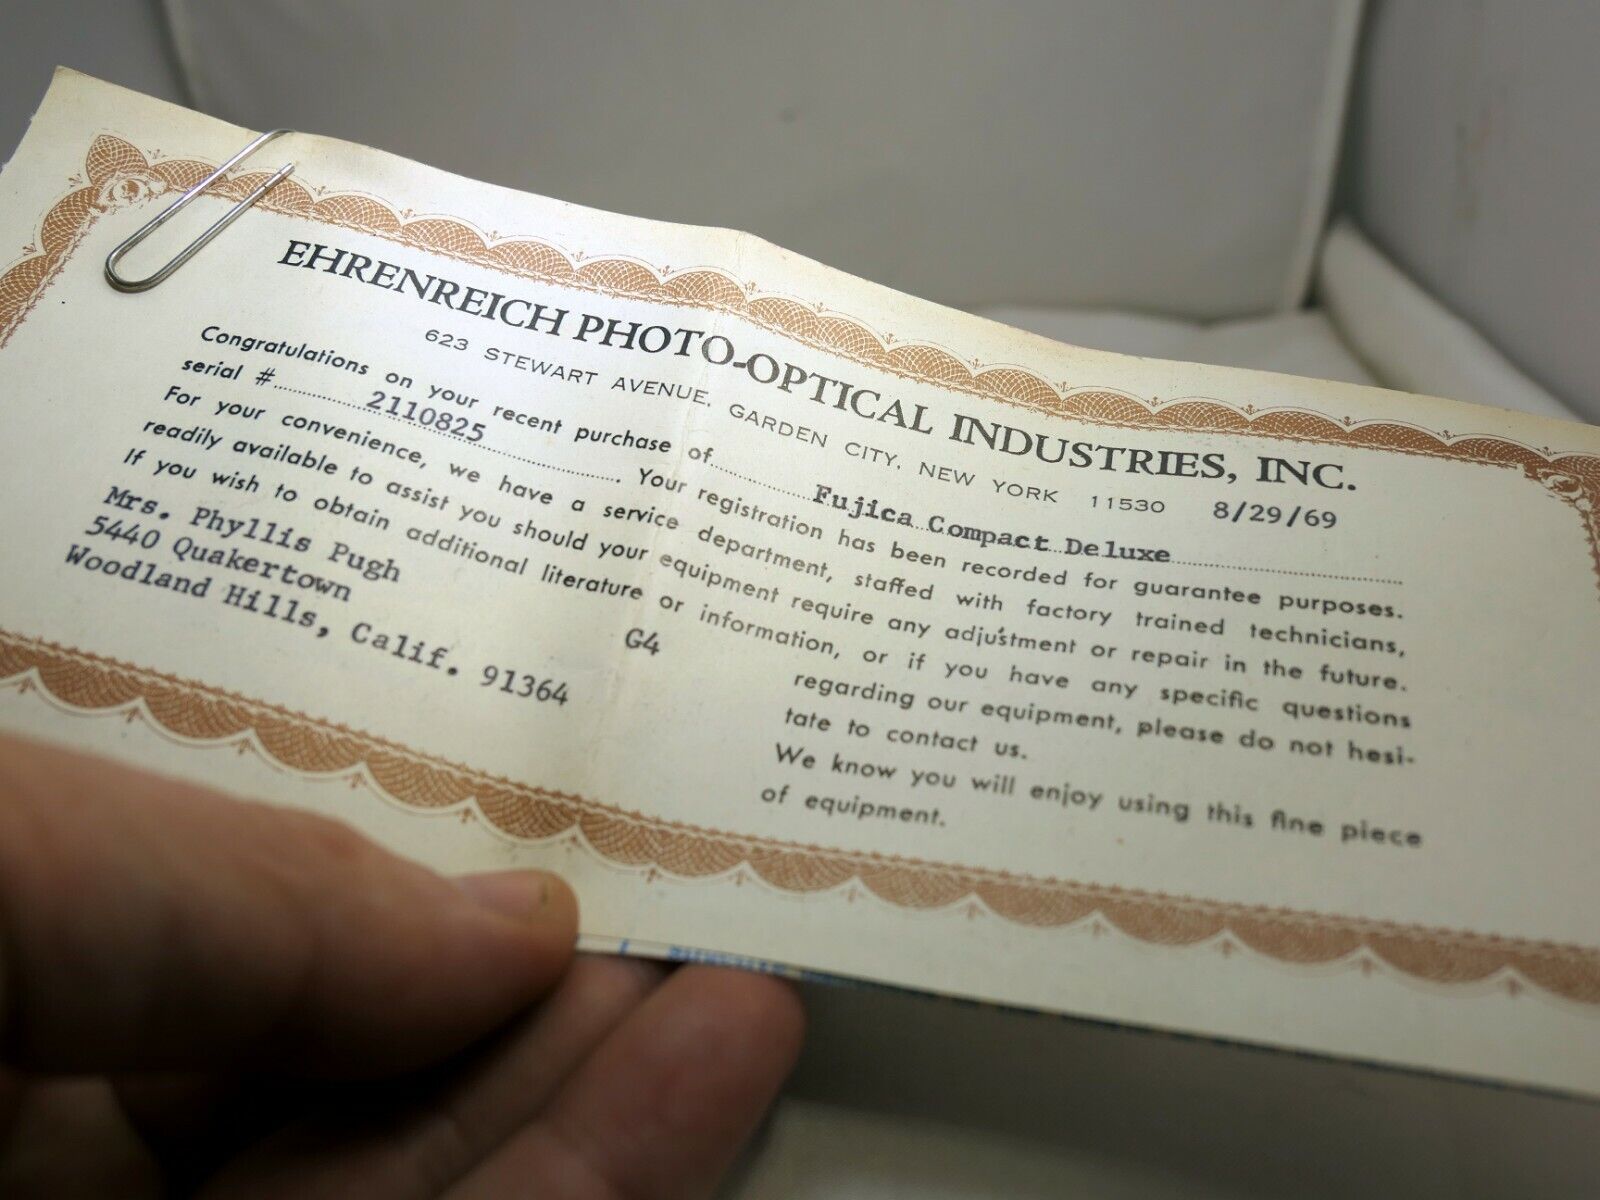 EHRENREICH PHOTO-OPTICAL INDUSTRIES, INC.
623 STEWART AVENUE, GARDEN CITY, NEW YORK 11530 8/29/69
Congratulations on your recent purchase of Fujica Compact Deluxe
serial # 2110825. Your registration has been recorded for guarantee purposes.
For your convenience, we have a service department, staffed with factory trained technicians,
readily available to assist you should your equipment require any adjustment or repair in the future.
If you wish to obtain additional literature or information, or if you have any specific questions
regarding our equipment, please do not hesi-
tate to contact us.
We know you will enjoy using this fine piece
of equipment.
Mrs. Phyllis Pugh
5440 Quakertown
Woodland Hills, Calif. 91364
G4